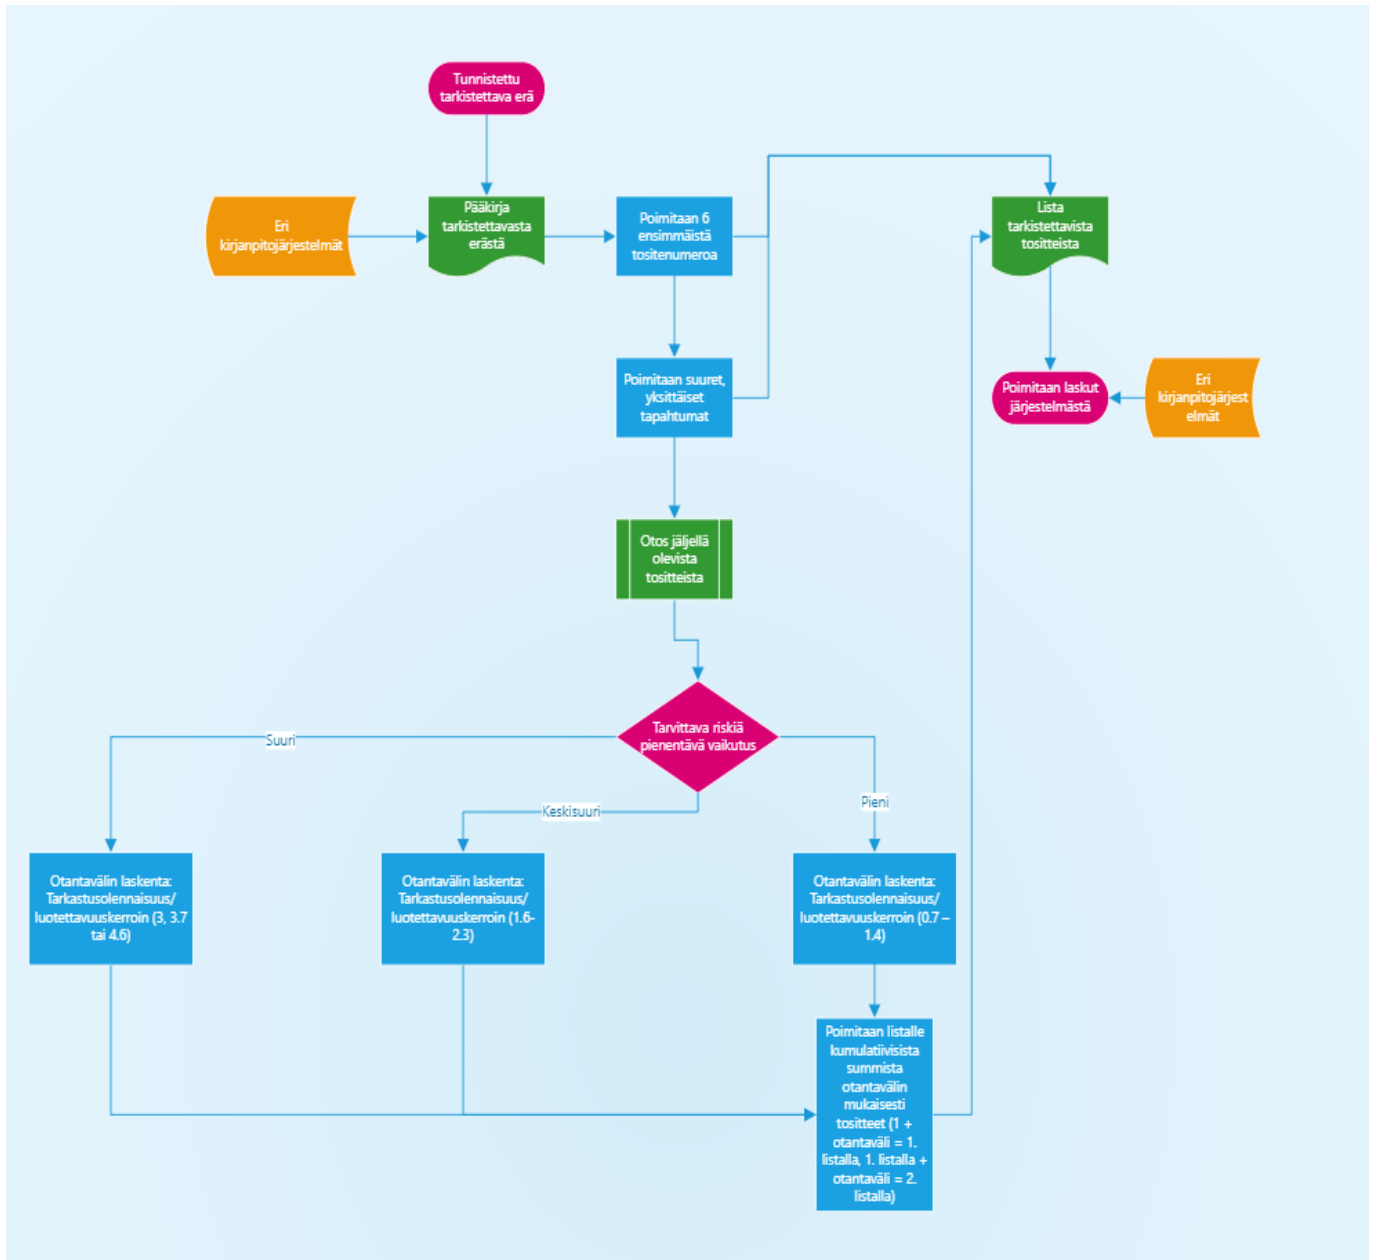 Tunnistettu
tarkistettava erä
Eri
kirjanpitojärjestelmät
Pääkirja
tarkistettavasta
erästä
Poimitaan 6
ensimmäistä
tositenumeroa
Lista
tarkistettavista
tositteista
Poimitaan suuret,
yksittäiset
tapahtumat
Poimitaan laskut
järjestelmästä
Eri
kirjanpitojärjest
elmät
Otos jäljellä
olevista
tositteista
Tarvittava riskiä
pienentävä vaikutus
Suuri
Keskisuuri
Pieni
Otantavälin laskenta:
Tarkastusolennaisuus/
luotettavuuskerroin (3, 3.7
tai 4.6)
Otantavälin laskenta:
Tarkastusolennaisuus/
luotettavuuskerroin (1.6-
2.3)
Otantavälin laskenta:
Tarkastusolennaisuus/
luotettavuuskerroin (0.7 –
1.4)
Poimitaan listalle
kumulatiivisista
summista
otantavälin
mukaisesti
tositteet (1 +
otantaväli = 1.
listalla, 1. listalla +
otantaväli = 2.
listalla)